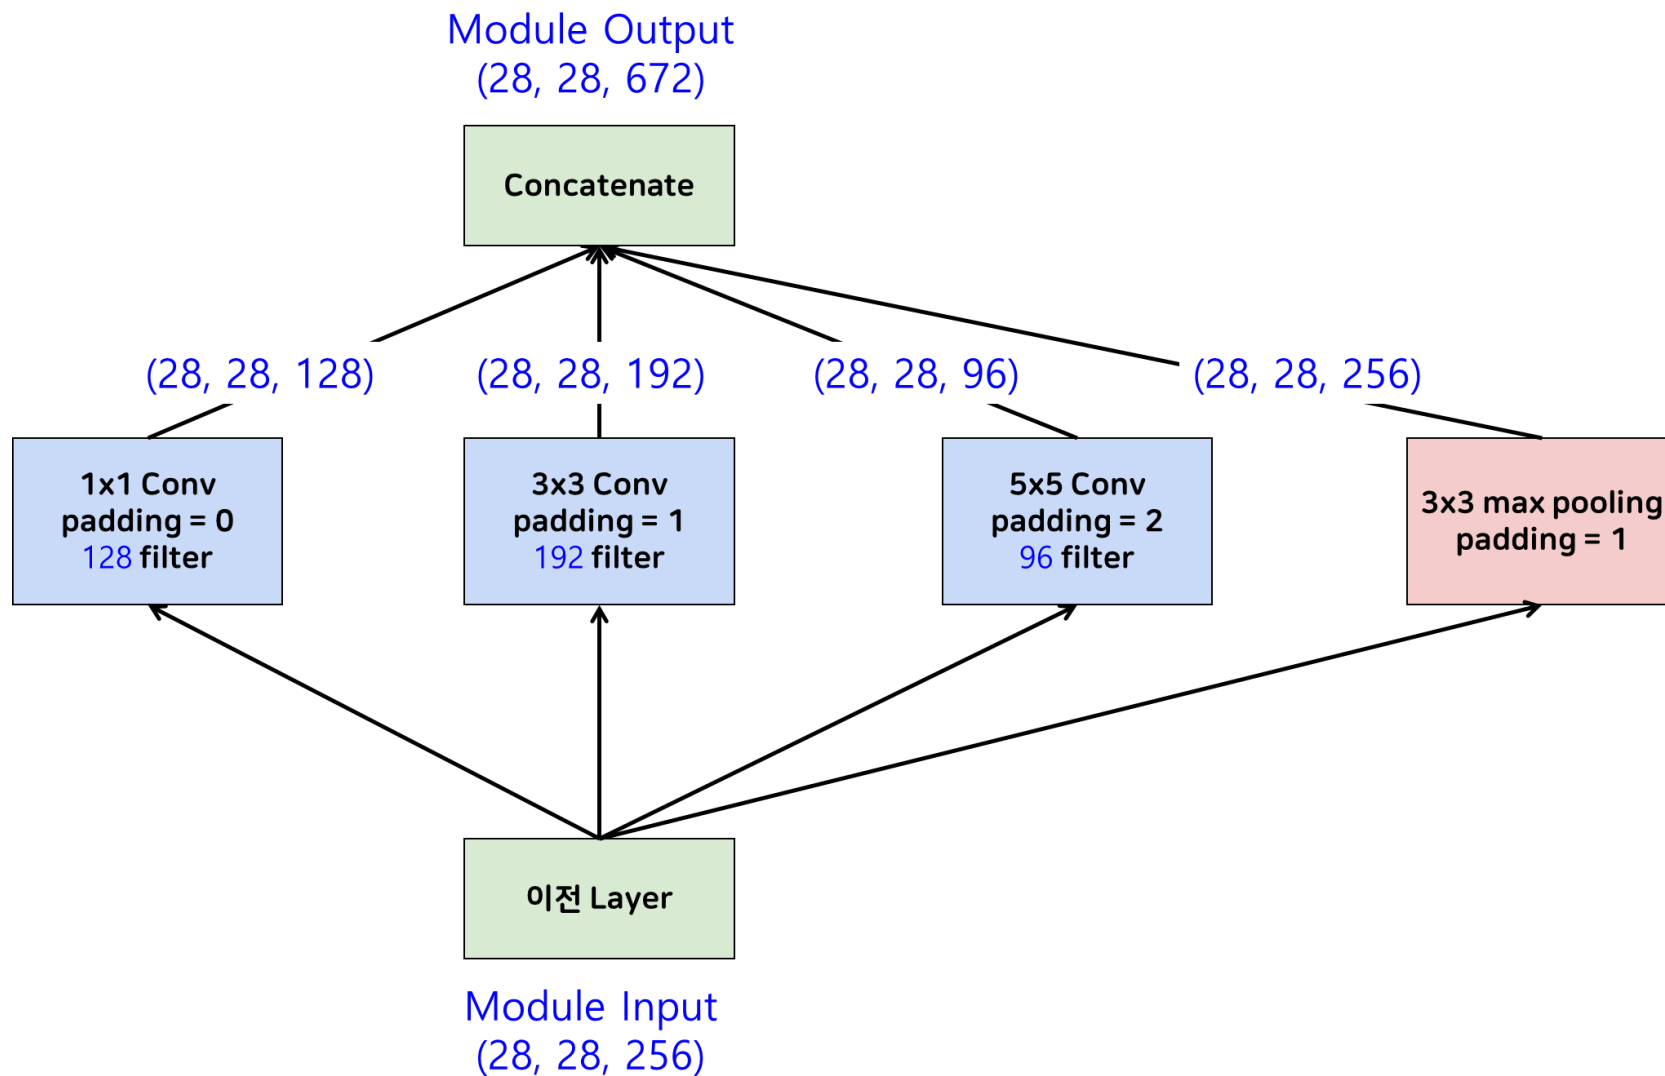 Module Output
(28, 28, 672)
Concatenate
(28, 28, 128)
(28, 28, 192)
(28, 28, 96)
(28, 28, 256)
1x1 Conv
padding = 0
128 filter
3x3 Conv
padding = 1
192 filter
5x5 Conv
padding = 2
96 filter
3x3 max pooling
padding = 1
이전 Layer
Module Input
(28, 28, 256)